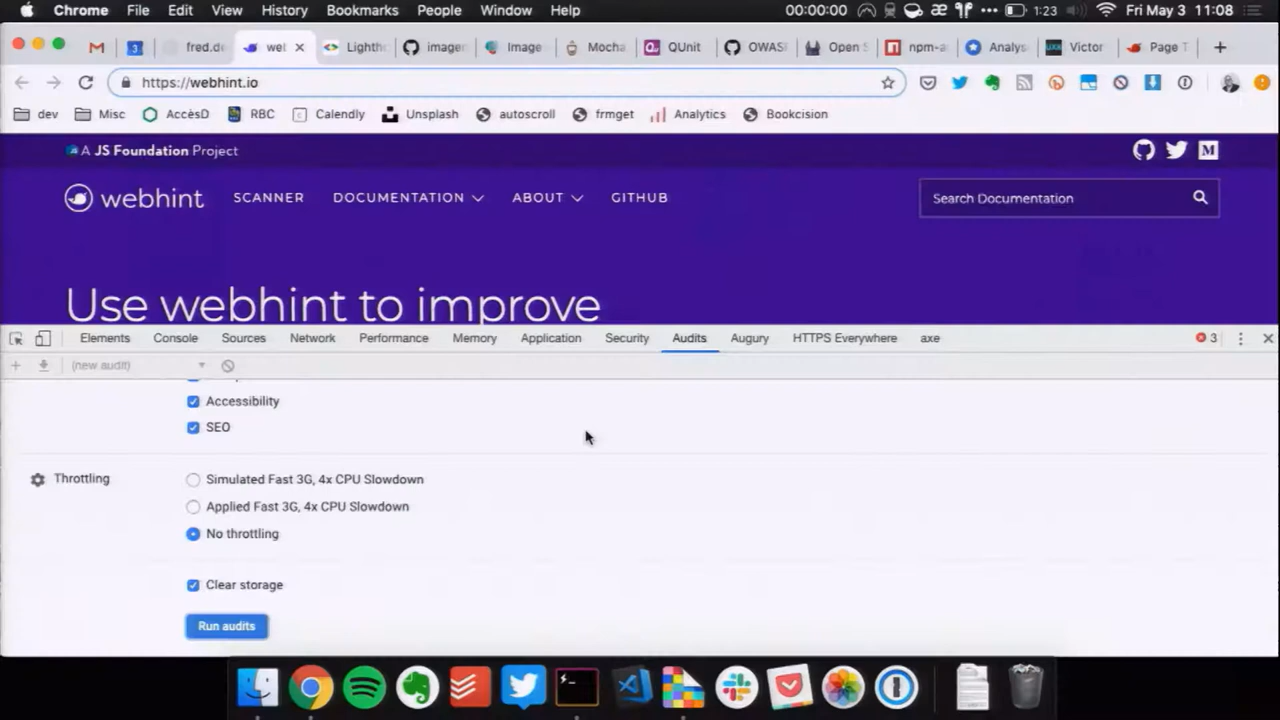 Chrome File Edit View History Bookmarks People Window Help 00:00:00 æ 1:23 Fri May 3 11:08
3 fred.de wel Lighth imager Image Mocha QUnit OWAS Open S npm-a Analys Victor Page T
https://webhint.io
dev Misc AccèsD RBC Calendly Unsplash autoscroll frmget Analytics Bookcision
A JS Foundation Project
webhint SCANNER DOCUMENTATION ABOUT GITHUB Search Documentation
Use webhint to improve
Elements Console Sources Network Performance Memory Application Security Audits Augury HTTPS Everywhere axe 3
(new audit)
Accessibility
SEO
Throttling Simulated Fast 3G, 4x CPU Slowdown
Applied Fast 3G, 4x CPU Slowdown
No throttling
Clear storage
Run audits